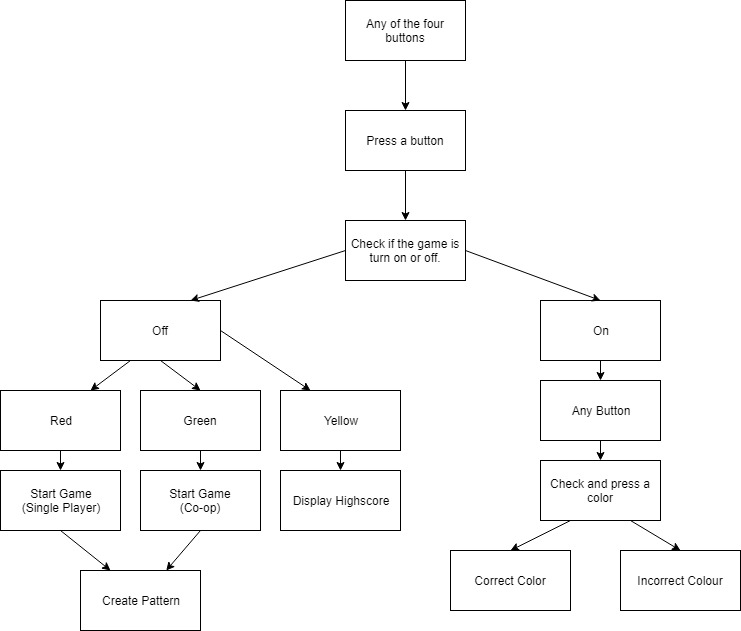 Any of the four
buttons
Press a button
Check if the game is
turn on or off.
Off
On
Red
Green
Yellow
Any Button
Start Game
(Single Player)
Start Game
(Co-op)
Display Highscore
Check and press a
color
Create Pattern
Correct Color
Incorrect Colour